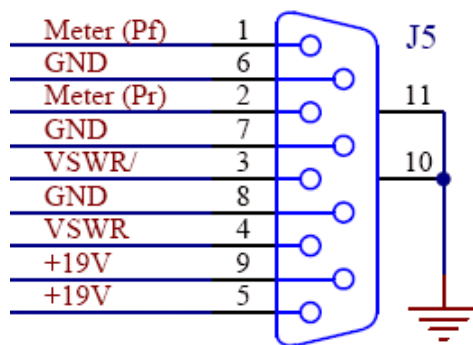 Meter (Pf) 1 J5
GND 6
Meter (Pr) 2 11
GND 7
VSWR/ 3 10
GND 8
VSWR 4
+19V 9
+19V 5